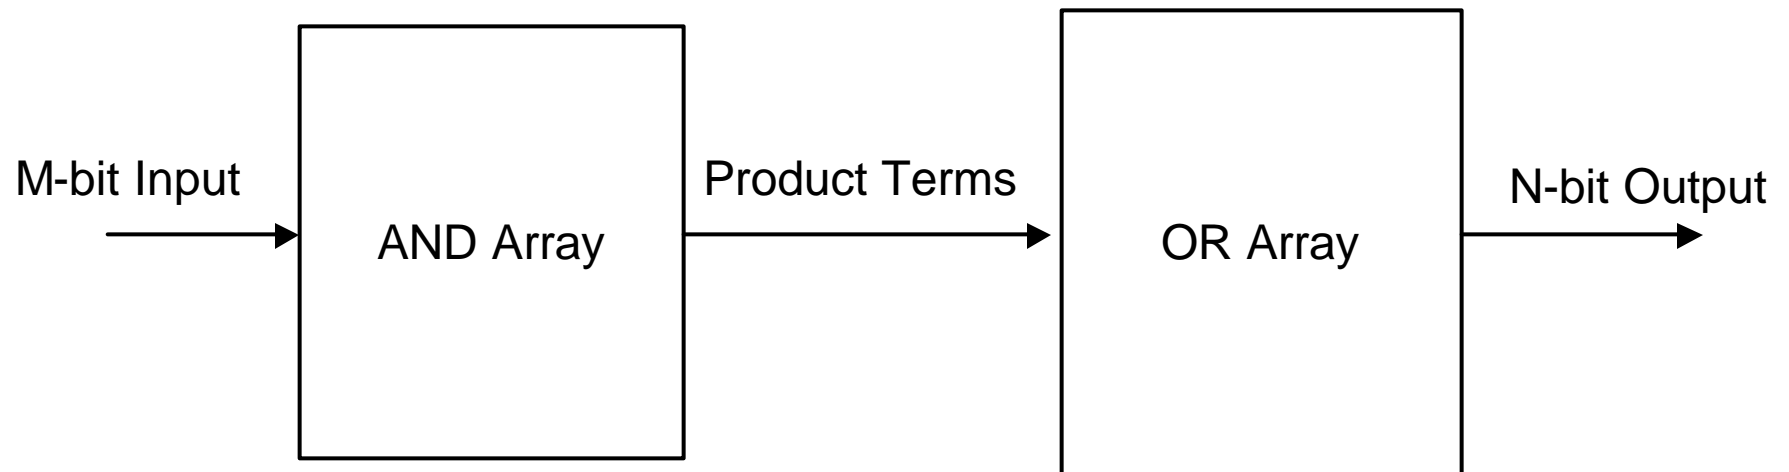 M-bit Input
AND Array
Product Terms
OR Array
N-bit Output